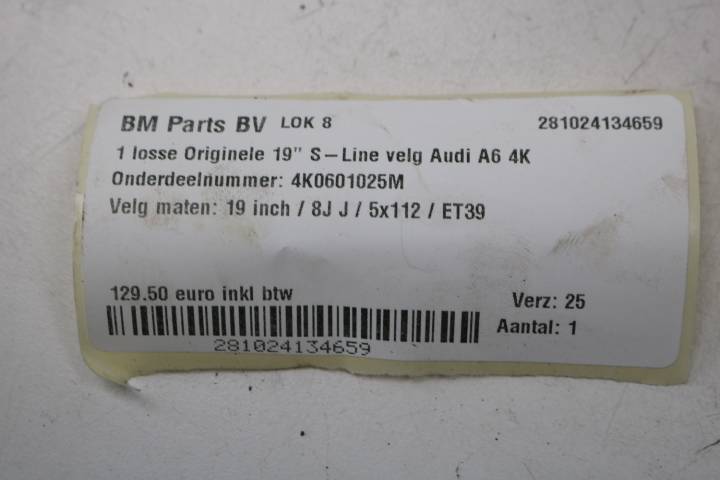 BM Parts BV LOK 8 281024134659
1 losse Originele 19" S-Line velg Audi A6 4K
Onderdeelnummer: 4K0601025M
Velg maten: 19 inch / 8J J / 5x112 / ET39
129.50 euro inkl btw
Verz: 25
Aantal: 1
281024134659